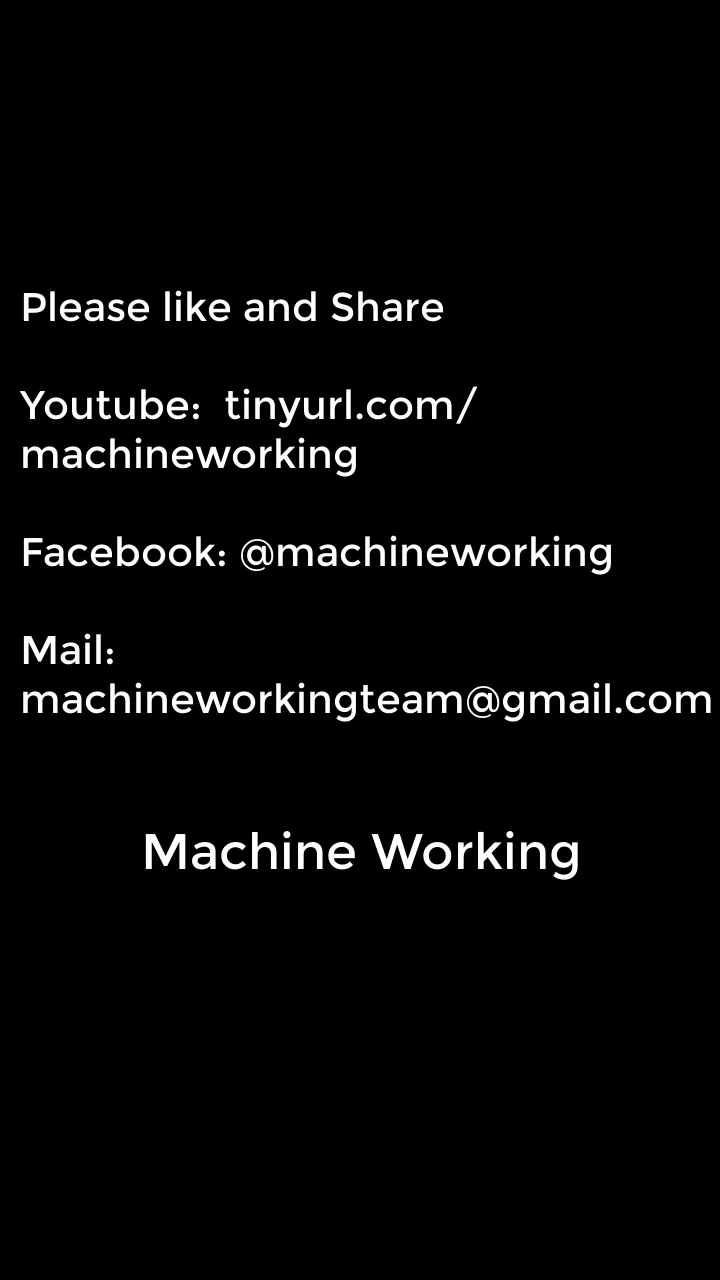 Please like and Share
Youtube:  tinyurl.com/
machineworking
Facebook: @machineworking
Mail:
machineworkingteam@gmail.com
Machine Working